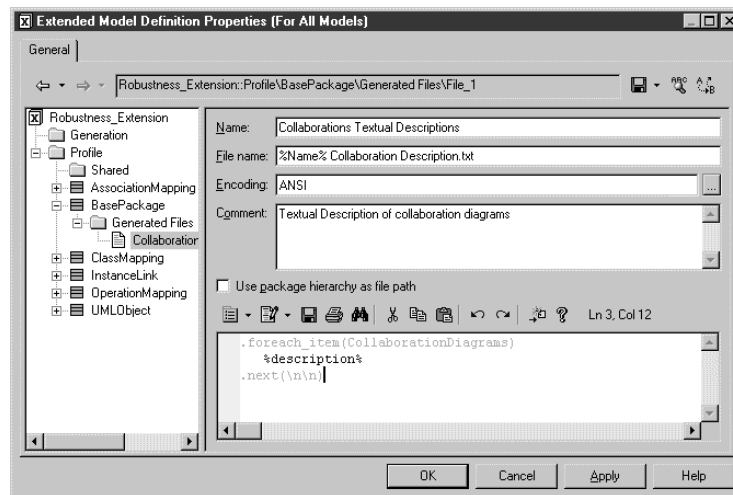 Extended Model Definition Properties (For All Models)
General
Robustness_Extension::Profile\BasePackage\Generated Files\File_1
Robustness_Extension
Generation
Profile
Shared
AssociationMapping
BasePackage
Generated Files
Collaboration
ClassMapping
InstanceLink
OperationMapping
UMLObject
Name: Collaborations Textual Descriptions
File name: %Name% Collaboration Description.txt
Encoding: ANSI
...
Comment: Textual Description of collaboration diagrams
Use package hierarchy as file path
Ln 3, Col 12
.foreach_item(CollaborationDiagrams)
%description%
.next(\n\n)
OK Cancel Apply Help